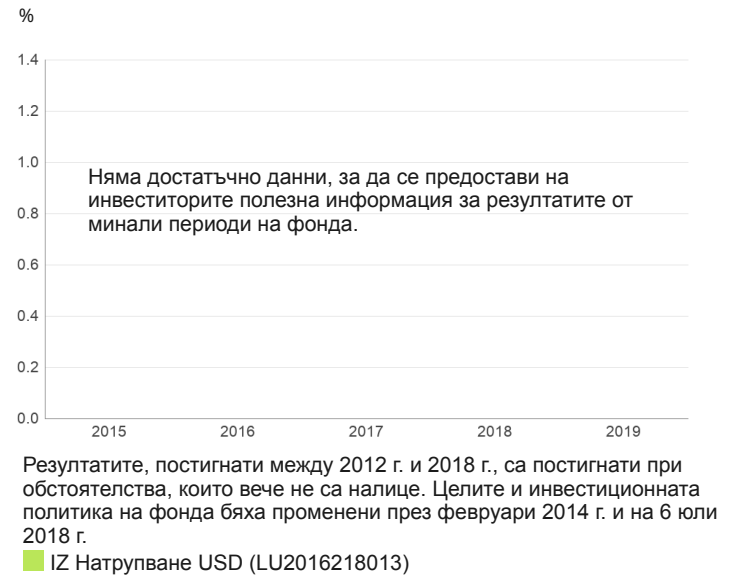 %
1.4
1.2
1.0
Няма достатъчно данни, за да се предостави на
инвеститорите полезна информация за резултатите от
0.8
минали периоди на фонда.
0.6
0.4
0.2
0.0
2015 2016 2017 2018 2019
Резултатите, постигнати между 2012 г. и 2018 г., са постигнати при
обстоятелства, които вече не са налице. Целите и инвестиционната
политика на фонда бяха променени през февруари 2014 г. и на 6 юли
2018 г.
IZ Натрупване USD (LU2016218013)